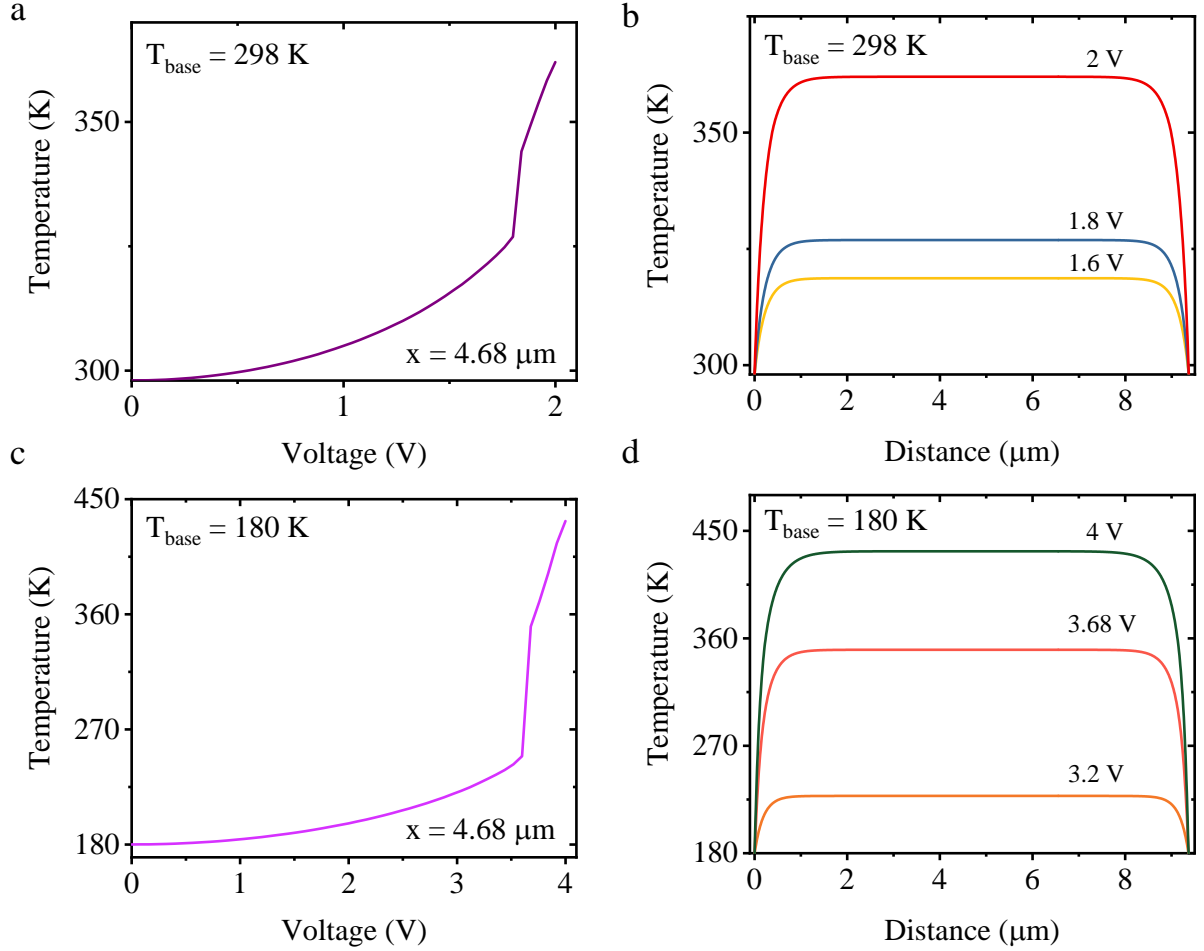 a
T_base = 298 K
350
300
Temperature (K)
x = 4.68 μm
0
1
2
Voltage (V)
b
T_base = 298 K
2 V
350
1.8 V
1.6 V
300
Temperature (K)
0
2
4
6
8
Distance (μm)
c
450
T_base = 180 K
360
270
180
Temperature (K)
x = 4.68 μm
0
1
2
3
4
Voltage (V)
d
T_base = 180 K
450
4 V
360
3.68 V
270
3.2 V
180
Temperature (K)
0
2
4
6
8
Distance (μm)